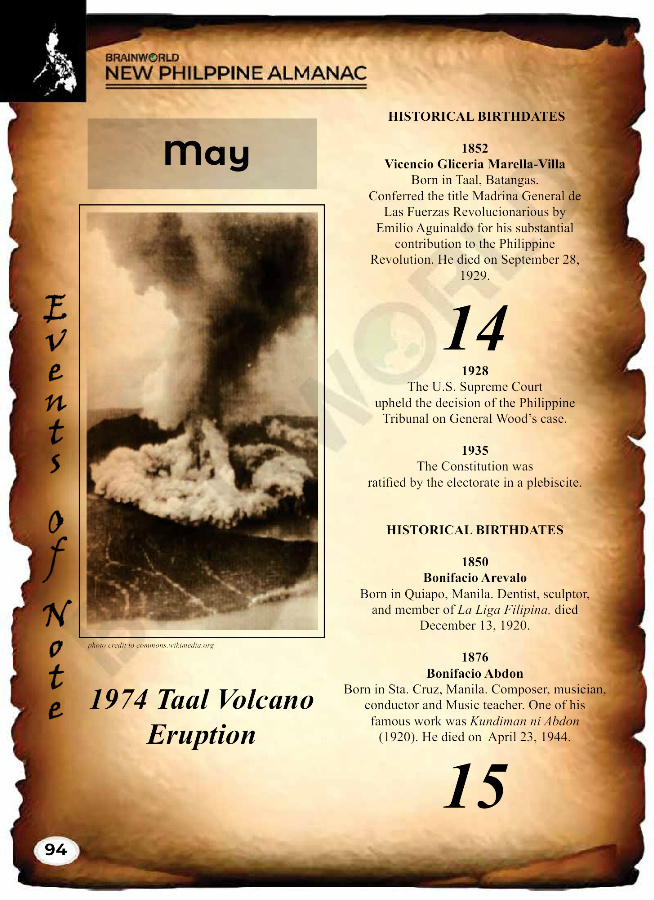 BRAINWORLD
NEW PHILPPINE ALMANAC
May
Events of Note
photo credit to commons.wikimedia.org
1974 Taal Volcano
Eruption
HISTORICAL BIRTHDATES
1852
Vicencio Gliceria Marella-Villa
Born in Taal, Batangas.
Conferred the title Madrina General de
Las Fuerzas Revolucionarious by
Emilio Aguinaldo for his substantial
contribution to the Philippine
Revolution. He died on September 28,
1929.
14
1928
The U.S. Supreme Court
upheld the decision of the Philippine
Tribunal on General Wood's case.
1935
The Constitution was
ratified by the electorate in a plebiscite.
HISTORICAL BIRTHDATES
1850
Bonifacio Arevalo
Born in Quiapo, Manila. Dentist, sculptor,
and member of La Liga Filipina. died
December 13, 1920.
1876
Bonifacio Abdon
Born in Sta. Cruz, Manila. Composer, musician,
conductor and Music teacher. One of his
famous work was Kundiman ni Abdon
(1920). He died on April 23, 1944.
15
94